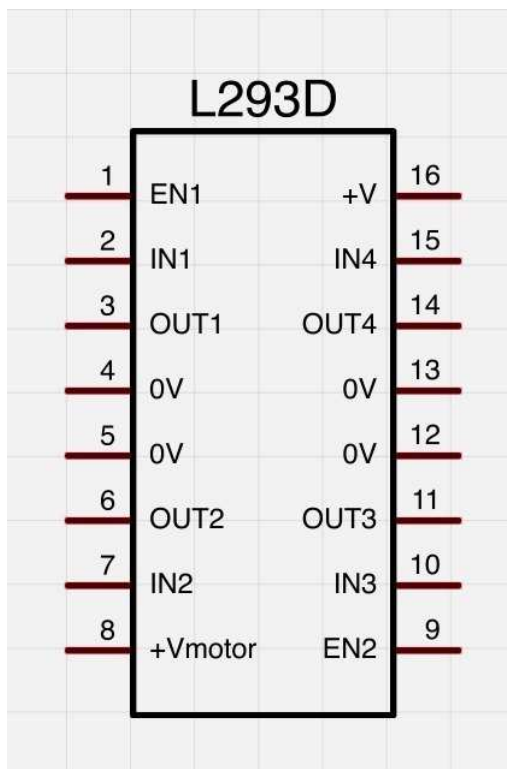 L293D
1 16
EN1 +V
2 15
IN1 IN4
3 14
OUT1 OUT4
4 13
0V 0V
5 12
0V 0V
6 11
OUT2 OUT3
7 10
IN2 IN3
8 9
+Vmotor EN2